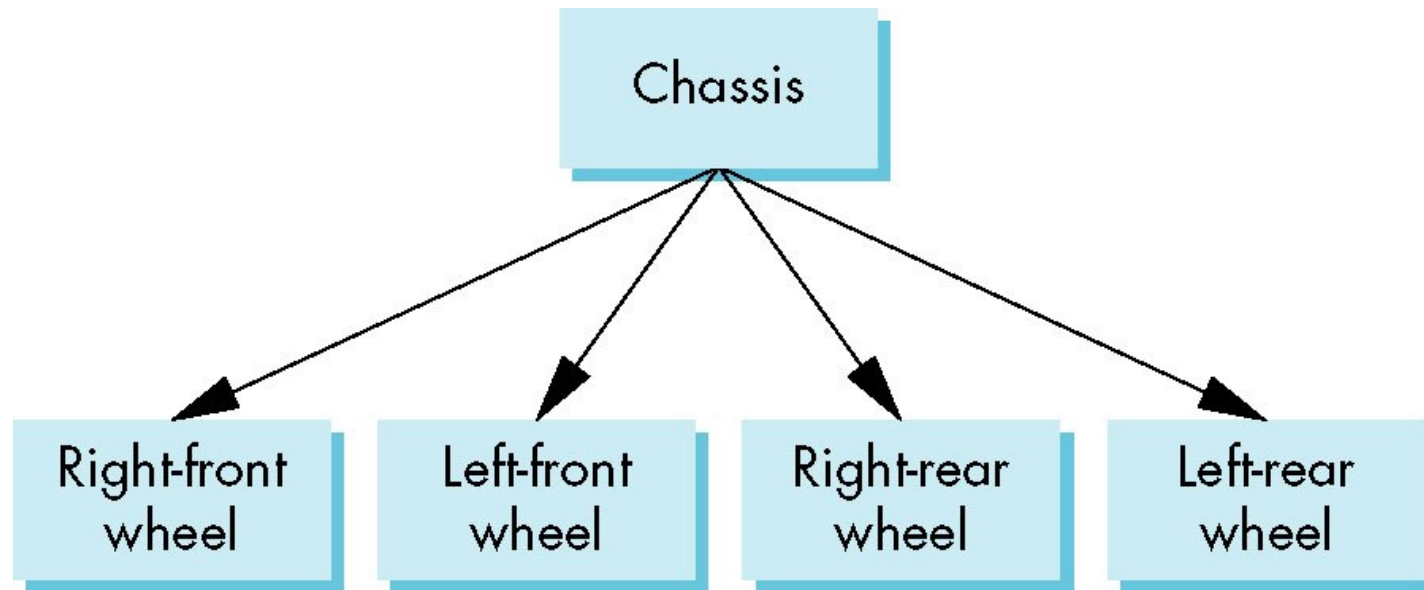 Chassis
Right-front
wheel
Left-front
wheel
Right-rear
wheel
Left-rear
wheel